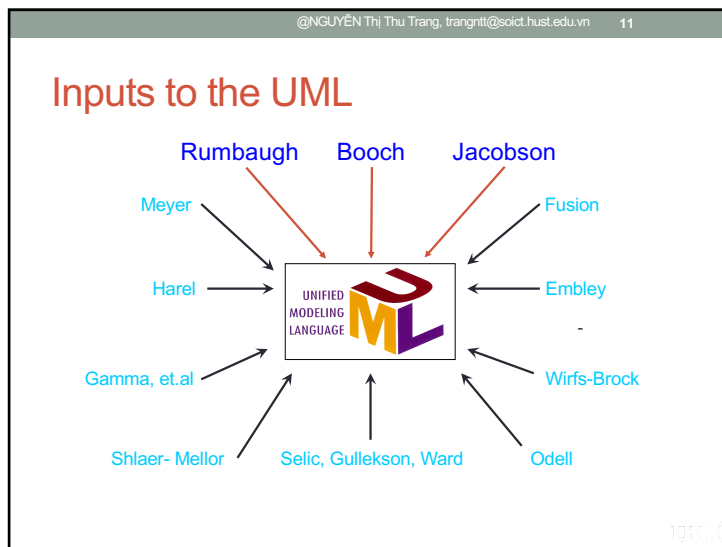 @NGUYỄN Thị Thu Trang, trangntt@soict.hust.edu.vn 11
Inputs to the UML
Rumbaugh Booch Jacobson
Meyer Fusion
Harel Embley
UNIFIED
MODELING
LANGUAGE
UML
-
Gamma, et.al Wirfs-Brock
Shlaer- Mellor Selic, Gullekson, Ward Odell